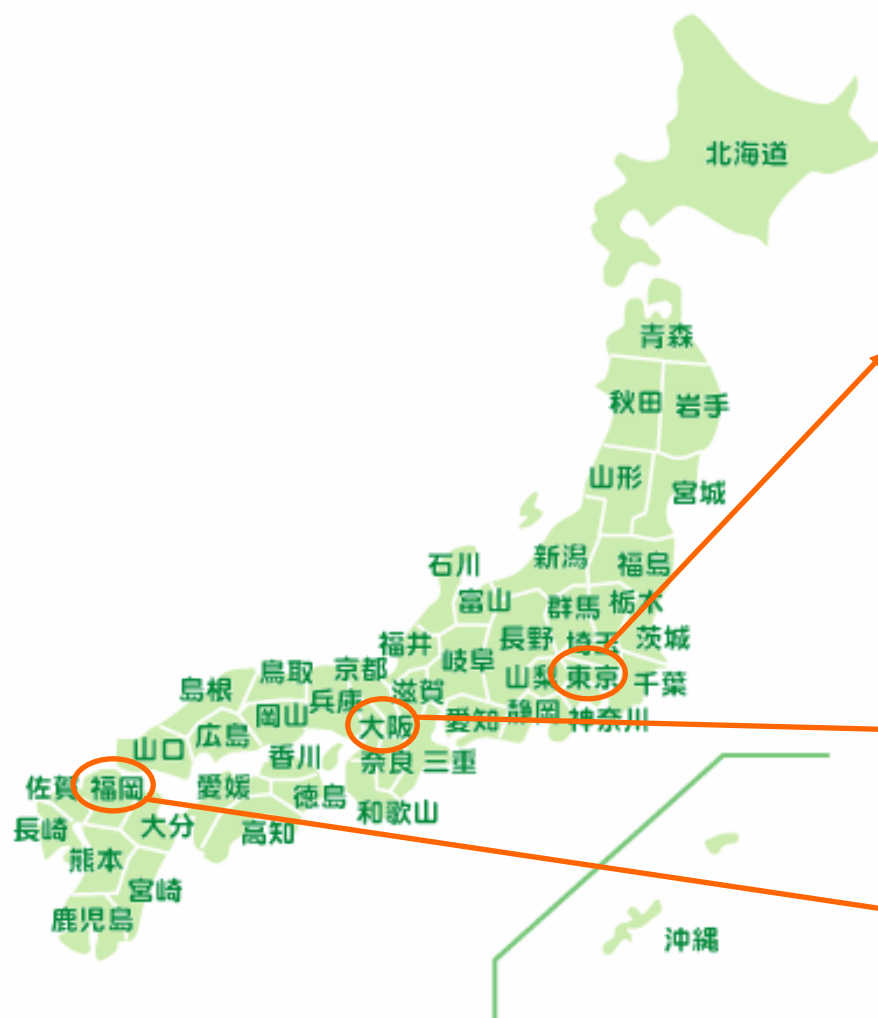 北海道
青森
秋田 岩手
山形
宮城
新潟
福島
石川
富山
群馬 栃木
福井
長野 埼玉 茨城
岐阜
鳥取 京都
山梨 東京 千葉
島根
兵庫 滋賀
岡山
静岡
愛知
神奈川
大阪
広島
山口
香川
奈良 三重
佐賀 福岡
愛媛
徳島
和歌山
長崎
大分
高知
熊本
宮崎
鹿児島
沖縄